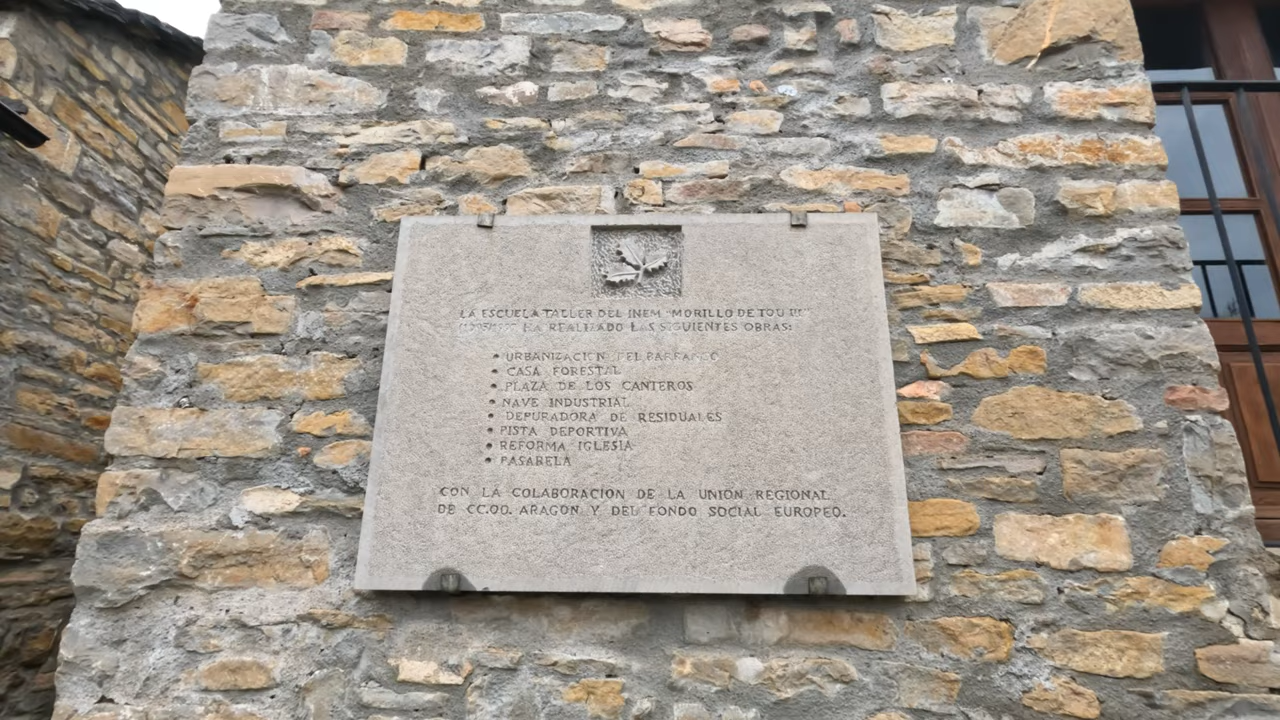 LA ESCUELA TALLER DEL INEM "MORILLO DE TOU III"
HA REALIZADO LAS SIGUIENTES OBRAS:
• URBANIZACION DEL BARRANCO
• CASA FORESTAL
• PLAZA DE LOS CANTEROS
• NAVE INDUSTRIAL
• DEPURADORA DE RESIDUALES
• PISTA DEPORTIVA
• REFORMA IGLESIA
• PASARELA
CON LA COLABORACION DE LA UNION REGIONAL
DE CC.OO. ARAGON Y DEL FONDO SOCIAL EUROPEO.